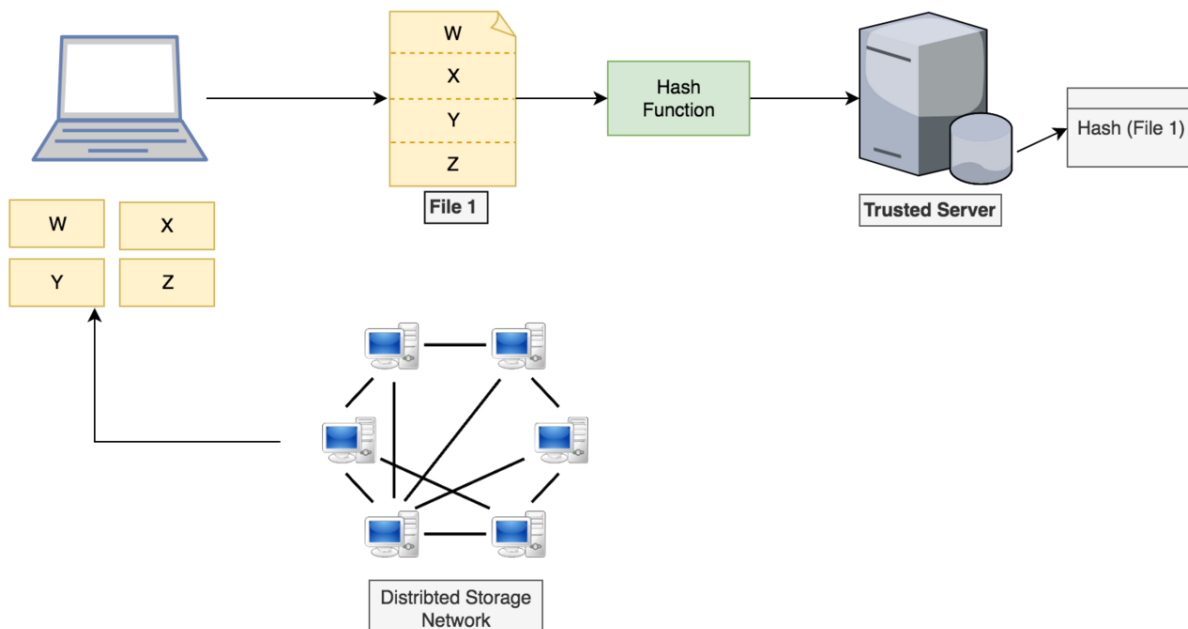 W
X
Y
Z
File 1
Hash
Function
Trusted Server
Hash (File 1)
W
X
Y
Z
Distribted Storage
Network